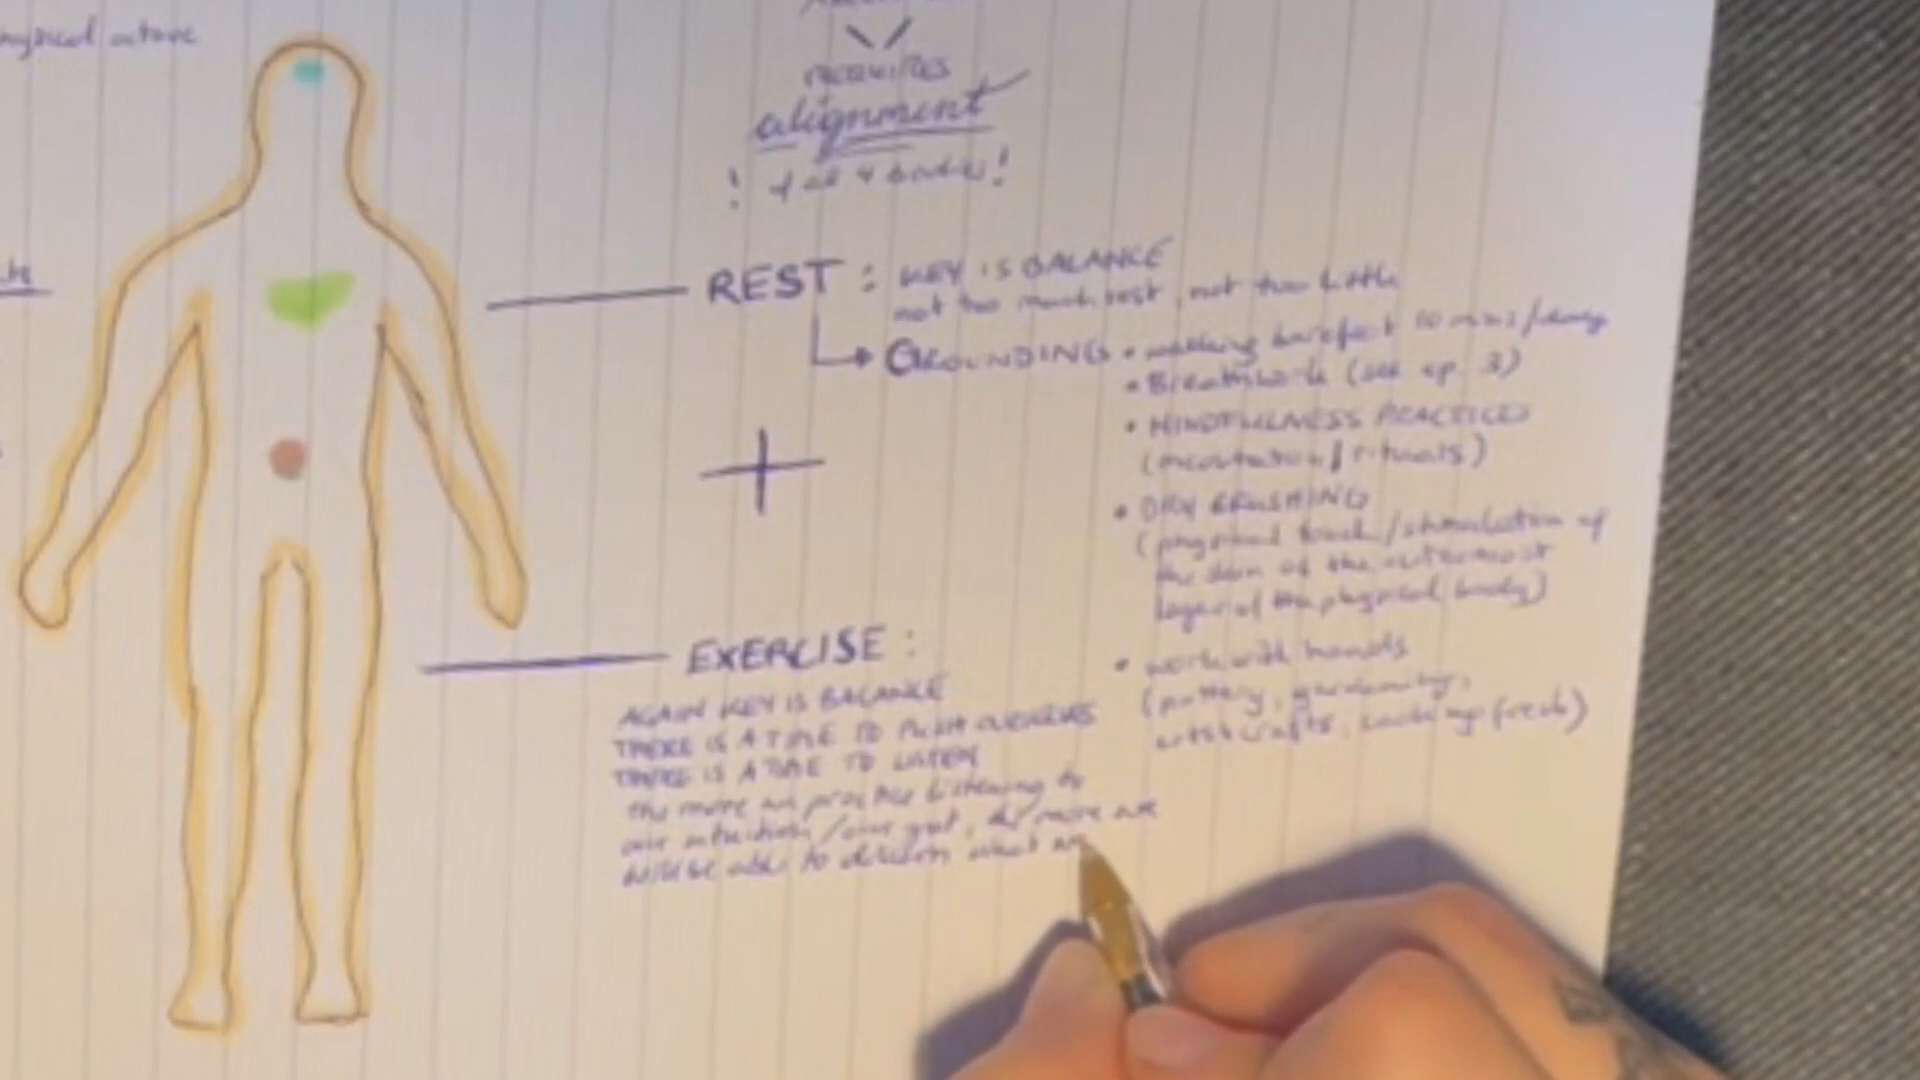 physical octave
REQUIRES
alignment
! of all 4 bodies!
REST : KEY IS BALANCE
not too much rest, not too little
GROUNDING • walking barefoot 10 mins/day
• Breathwork (see ep. 3)
• MINDFULNESS PRACTICES
(incantation / rituals)
• DRY BRUSHING
(physical touch/stimulation of
the skin of the outermost
layer of the physical body)
+
EXERCISE :
AGAIN KEY IS BALANCE
THERE IS A TIME TO PUSH OURSELVES
THERE IS A TIME TO LISTEN
the more we practice listening to
our intuition/our gut, the more we
will be able to discern what we
• work with hands
(pottery, gardening,
arts & crafts, cooking fresh)